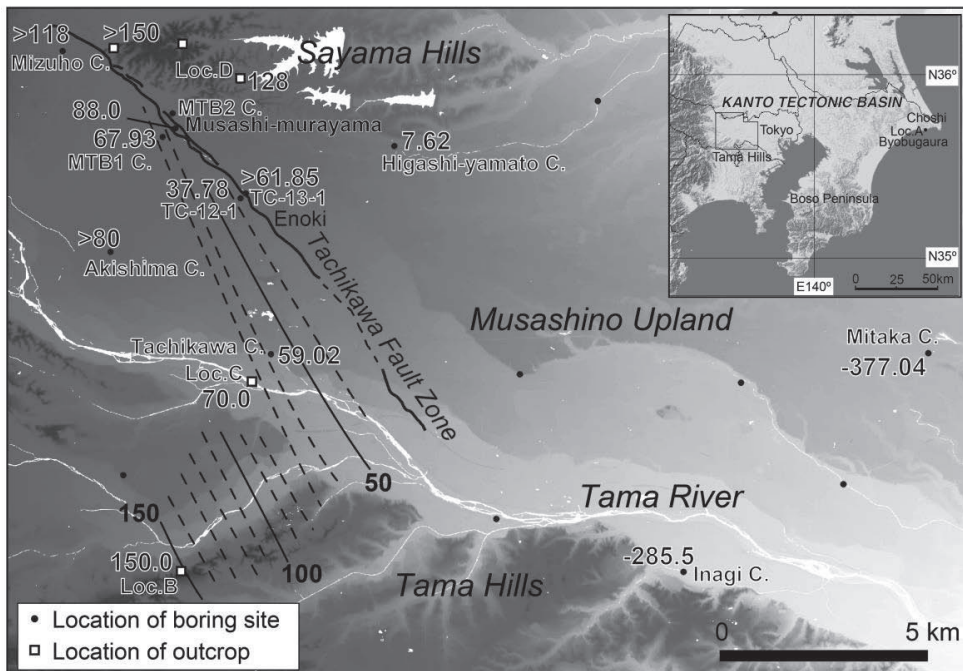 >118
>150
Mizuho C.
Loc.D
Sayama Hills
128
88.0
MTB2 C.
Musashi-murayama
67.93
MTB1 C.
7.62
Higashi-yamato C.
37.78
TC-12-1
>61.85
TC-13-1
Enoki
>80
Akishima C.
Tachikawa Fault Zone
Musashino Upland
Mitaka C.
-377.04
Tachikawa C.
59.02
Loc.C
70.0
50
150
100
150.0
Loc.B
Tama River
Tama Hills
-285.5
Inagi C.
N36º
KANTO TECTONIC BASIN
Choshi
Loc.A
Byobugaura
Tokyo
Tama Hills
Boso Peninsula
N35º
E140º
0 25 50km
Location of boring site
Location of outcrop
0 5 km